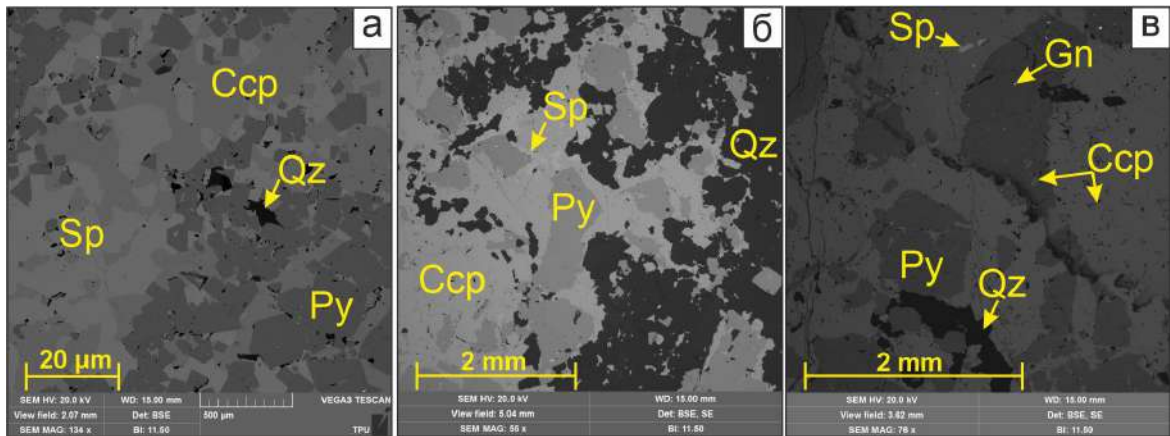 а
Ccp
Qz
Sp
Py
20 µm
SEM HV: 20.0 kV WD: 15.00 mm VEGA3 TESCAN
View field: 2.07 mm Det: BSE 500 µm
SEM MAG: 134 x BI: 11.50 TPU
б
Sp
Qz
Py
Ccp
2 mm
SEM HV: 20.0 kV WD: 15.00 mm
View field: 5.04 mm Det: BSE, SE
SEM MAG: 55 x BI: 11.50
в
Sp
Gn
Ccp
Py
Qz
2 mm
SEM HV: 20.0 kV WD: 15.00 mm
View field: 3.62 mm Det: BSE, SE
SEM MAG: 76 x BI: 11.50